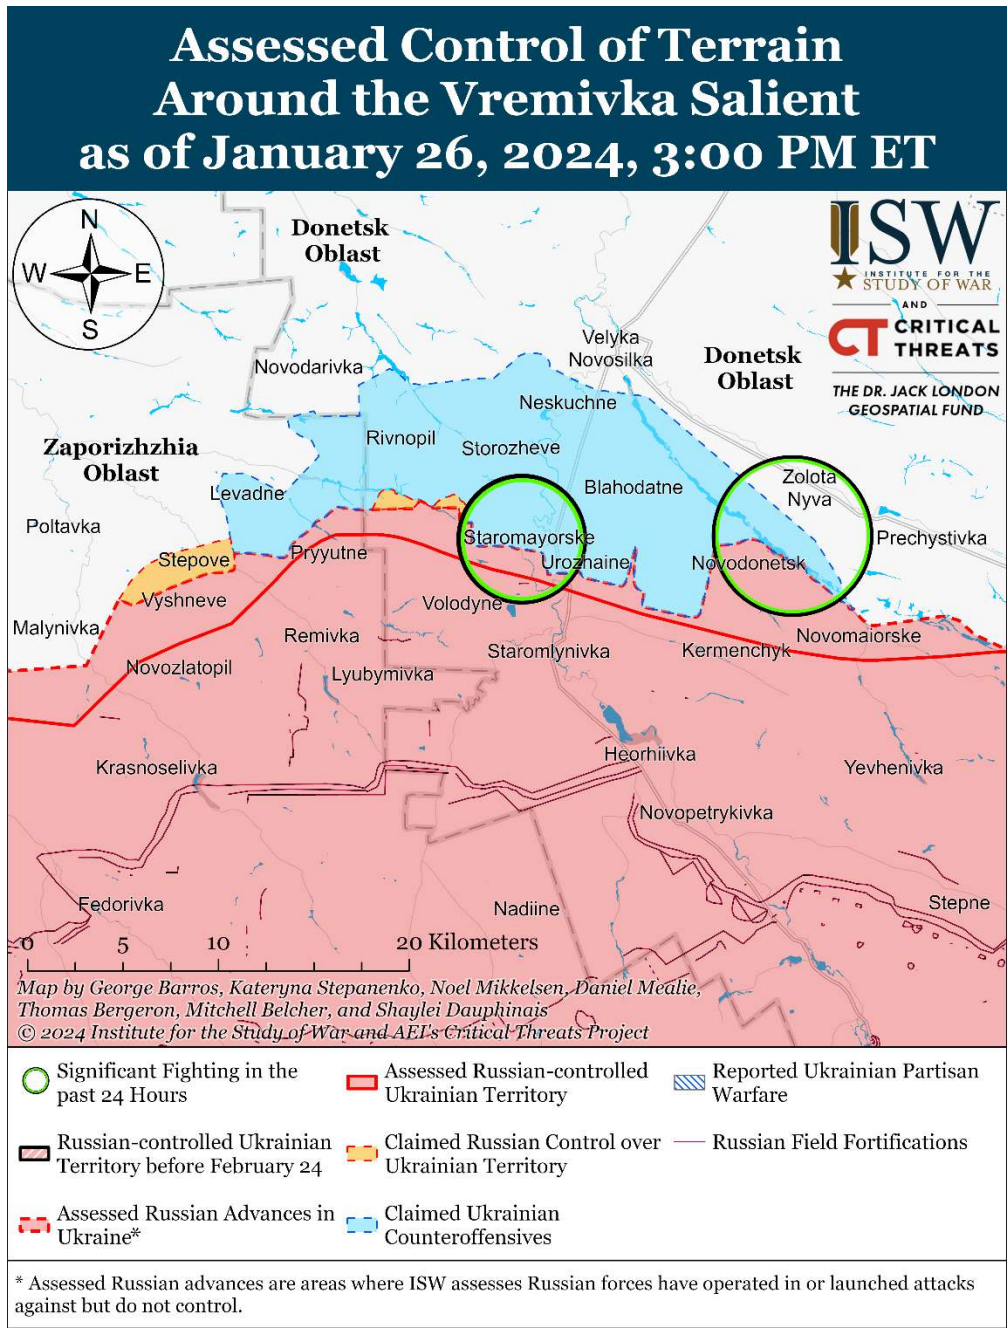 Assessed Control of Terrain
Around the Vremivka Salient
as of January 26, 2024, 3:00 PM ET
N
W
E
S
Donetsk
Oblast
ISW
INSTITUTE FOR THE
STUDY OF WAR
AND
CT CRITICAL
THREATS
THE DR. JACK LONDON
GEOSPATIAL FUND
Velyka
Novosilka
Donetsk
Oblast
Novodarivka
Neskuchne
Rivnopil
Storozheve
Zaporizhzhia
Oblast
Zolota
Nyva
Levadne
Blahodatne
Poltavka
Staromayorske
Prechystivka
Stepove
Pryyutne
Urozhaine
Novodonetsk
Vyshneve
Volodyne
Malynivka
Remivka
Novomaiorske
Staromlynivka
Kermenchyk
Novozlatopil
Lyubymivka
Heorhiivka
Krasnoselivka
Yevhenivka
Novopetrykivka
Fedorivka
Nadiine
Stepne
0 5 10 20 Kilometers
Map by George Barros, Kateryna Stepanenko, Noel Mikkelsen, Daniel Mealie,
Thomas Bergeron, Mitchell Belcher, and Shaylei Dauphinais
© 2024 Institute for the Study of War and AEI's Critical Threats Project
Significant Fighting in the
past 24 Hours
Russian-controlled Ukrainian
Territory before February 24
Assessed Russian Advances in
Ukraine*
Assessed Russian-controlled
Ukrainian Territory
Claimed Russian Control over
Ukrainian Territory
Claimed Ukrainian
Counteroffensives
Reported Ukrainian Partisan
Warfare
Russian Field Fortifications
* Assessed Russian advances are areas where ISW assesses Russian forces have operated in or launched attacks
against but do not control.